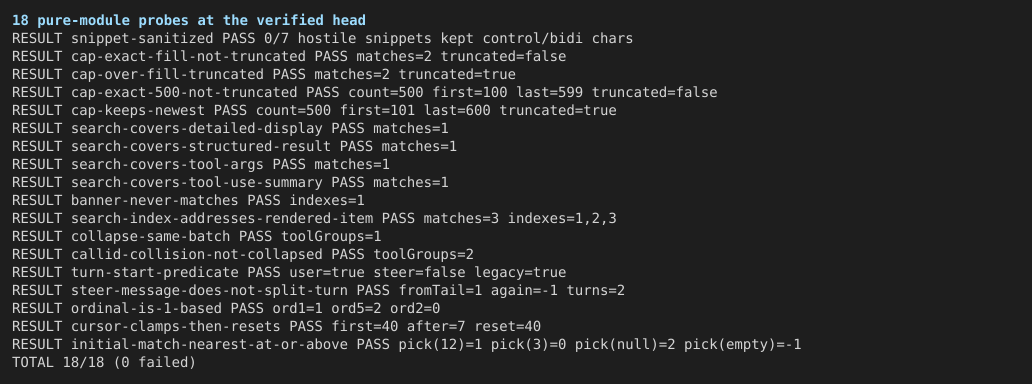 18 pure-module probes at the verified head
RESULT snippet-sanitized PASS 0/7 hostile snippets kept control/bidi chars
RESULT cap-exact-fill-not-truncated PASS matches=2 truncated=false
RESULT cap-over-fill-truncated PASS matches=2 truncated=true
RESULT cap-exact-500-not-truncated PASS count=500 first=100 last=599 truncated=false
RESULT cap-keeps-newest PASS count=500 first=101 last=600 truncated=true
RESULT search-covers-detailed-display PASS matches=1
RESULT search-covers-structured-result PASS matches=1
RESULT search-covers-tool-args PASS matches=1
RESULT search-covers-tool-use-summary PASS matches=1
RESULT banner-never-matches PASS indexes=1
RESULT search-index-addresses-rendered-item PASS matches=3 indexes=1,2,3
RESULT collapse-same-batch PASS toolGroups=1
RESULT callid-collision-not-collapsed PASS toolGroups=2
RESULT turn-start-predicate PASS user=true steer=false legacy=true
RESULT steer-message-does-not-split-turn PASS fromTail=1 again=-1 turns=2
RESULT ordinal-is-1-based PASS ord1=1 ord5=2 ord2=0
RESULT cursor-clamps-then-resets PASS first=40 after=7 reset=40
RESULT initial-match-nearest-at-or-above PASS pick(12)=1 pick(3)=0 pick(null)=2 pick(empty)=-1
TOTAL 18/18 (0 failed)